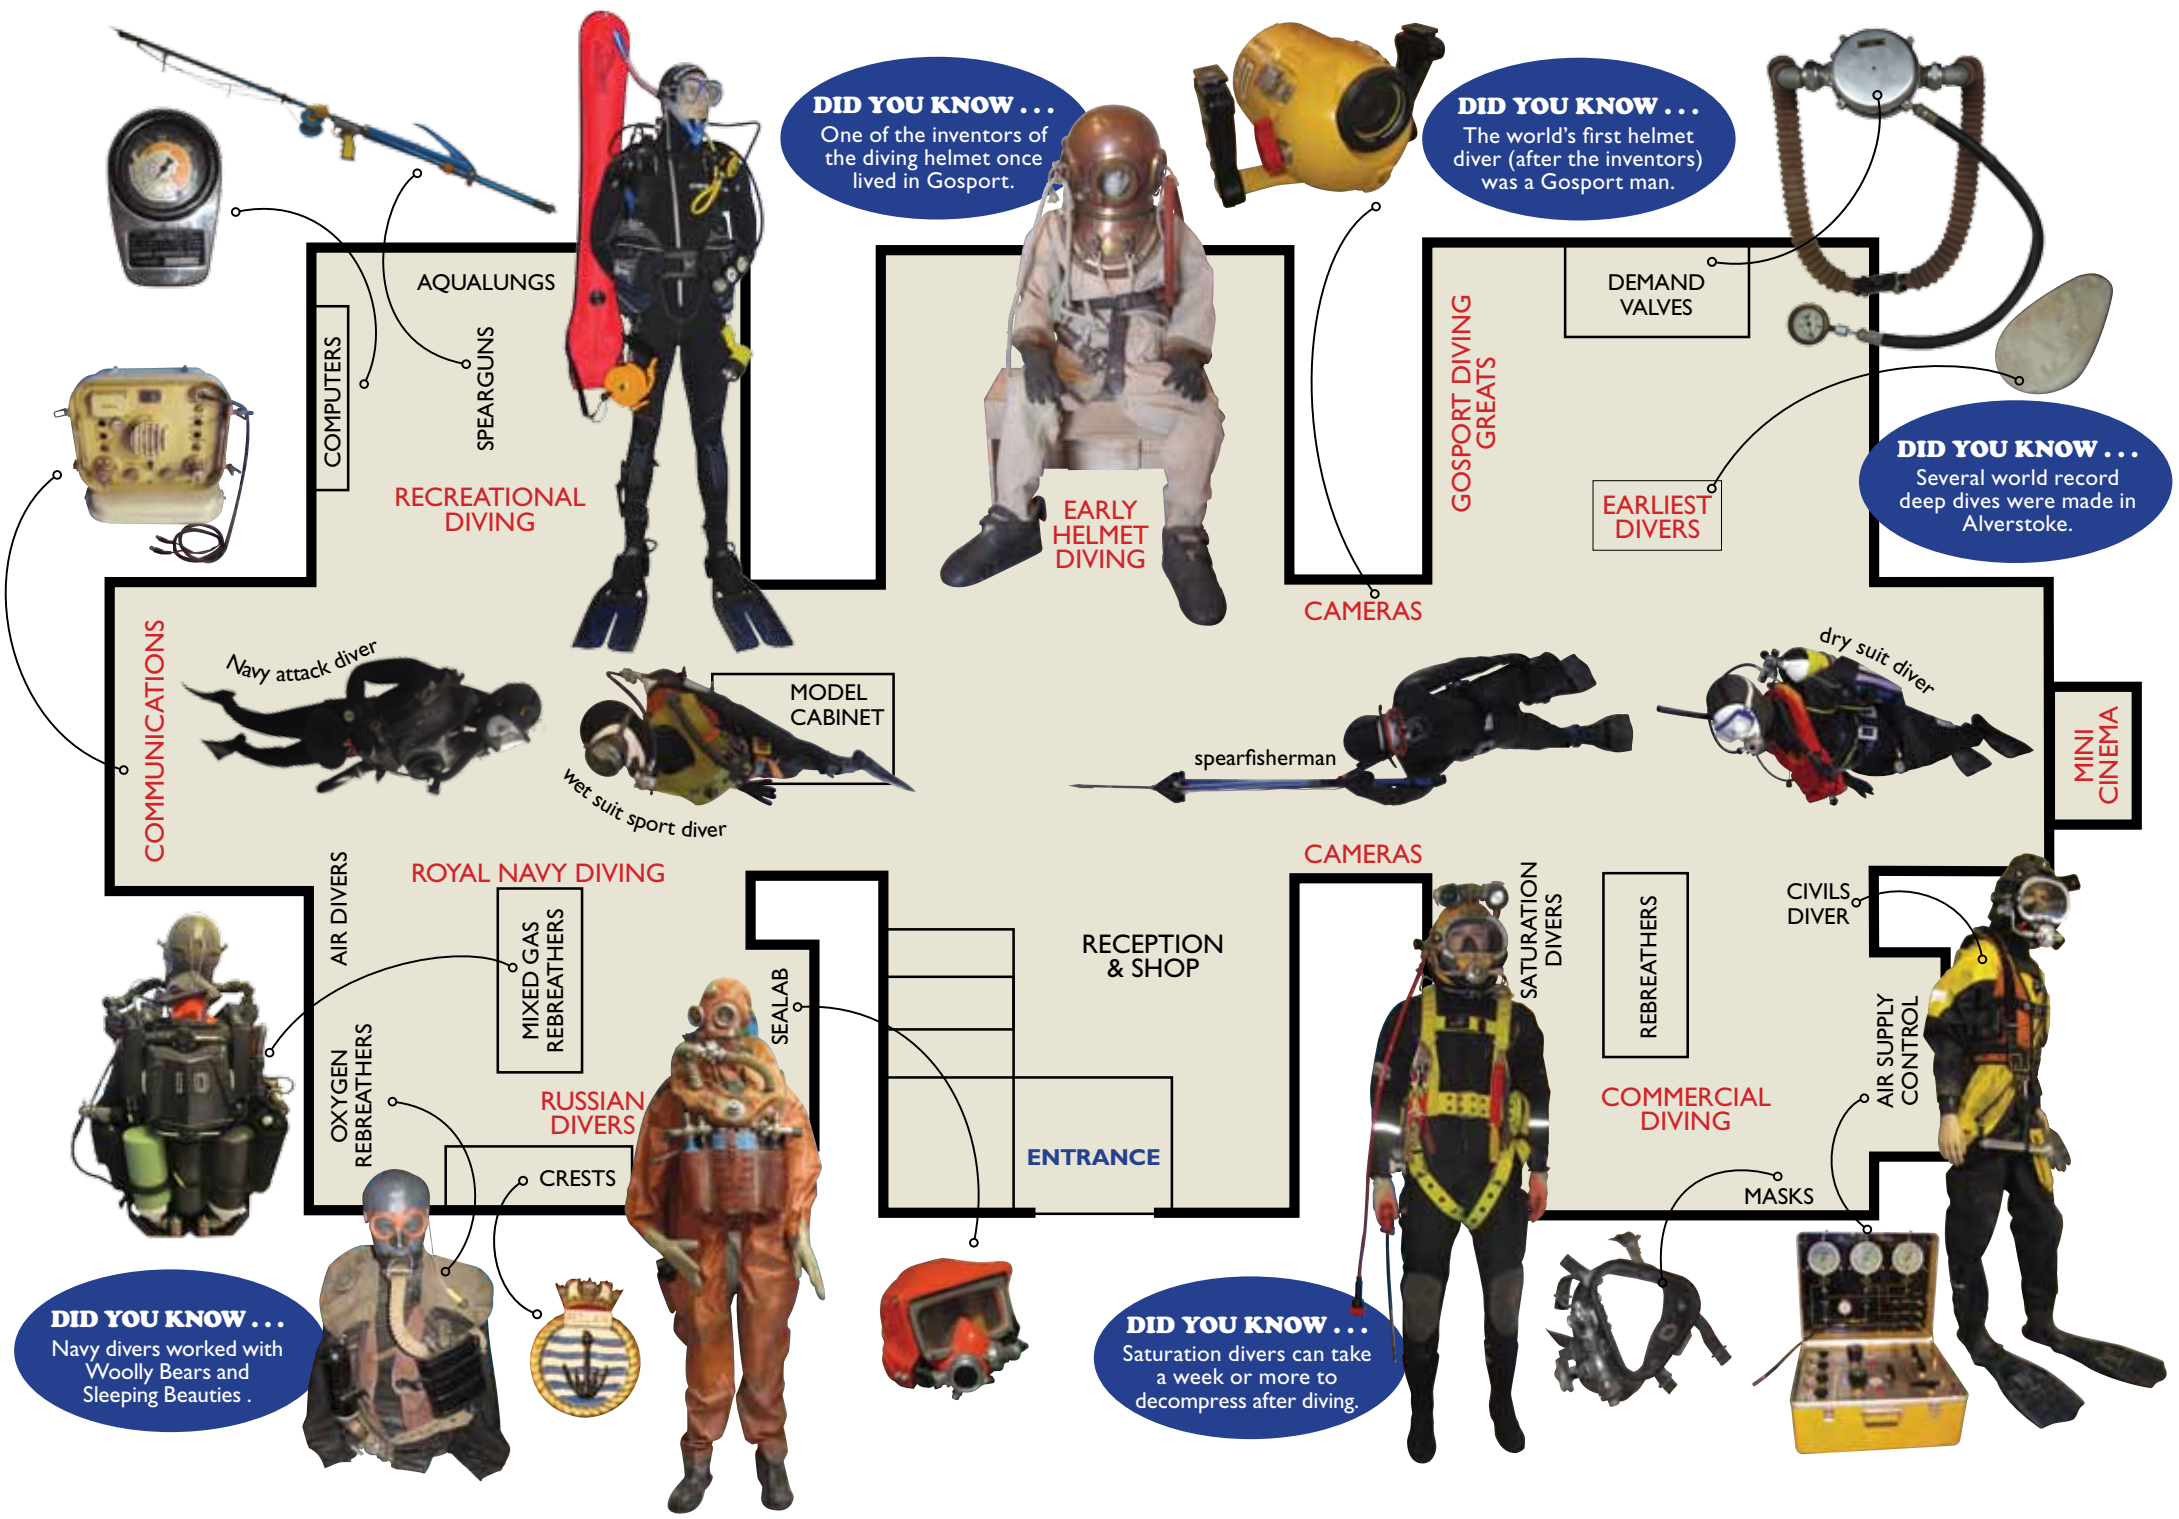 DID YOU KNOW . . .
One of the inventors of
the diving helmet once
lived in Gosport.
DID YOU KNOW . . .
The world's first helmet
diver (after the inventors)
was a Gosport man.
AQUALUNGS
COMPUTERS
SPEARGUNS
RECREATIONAL
DIVING
EARLY
HELMET
DIVING
GOSPORT DIVING
GREATS
DEMAND
VALVES
EARLIEST
DIVERS
DID YOU KNOW . . .
Several world record
deep dives were made in
Alverstoke.
CAMERAS
COMMUNICATIONS
Navy attack diver
wet suit sport diver
MODEL
CABINET
spearfisherman
dry suit diver
MINI
CINEMA
CAMERAS
ROYAL NAVY DIVING
AIR DIVERS
MIXED GAS
REBREATHERS
OXYGEN
REBREATHERS
RUSSIAN
DIVERS
CRESTS
SEALAB
RECEPTION
& SHOP
ENTRANCE
SATURATION
DIVERS
REBREATHERS
CIVILS
DIVER
AIR SUPPLY
CONTROL
COMMERCIAL
DIVING
MASKS
DID YOU KNOW . . .
Navy divers worked with
Woolly Bears and
Sleeping Beauties .
DID YOU KNOW . . .
Saturation divers can take
a week or more to
decompress after diving.